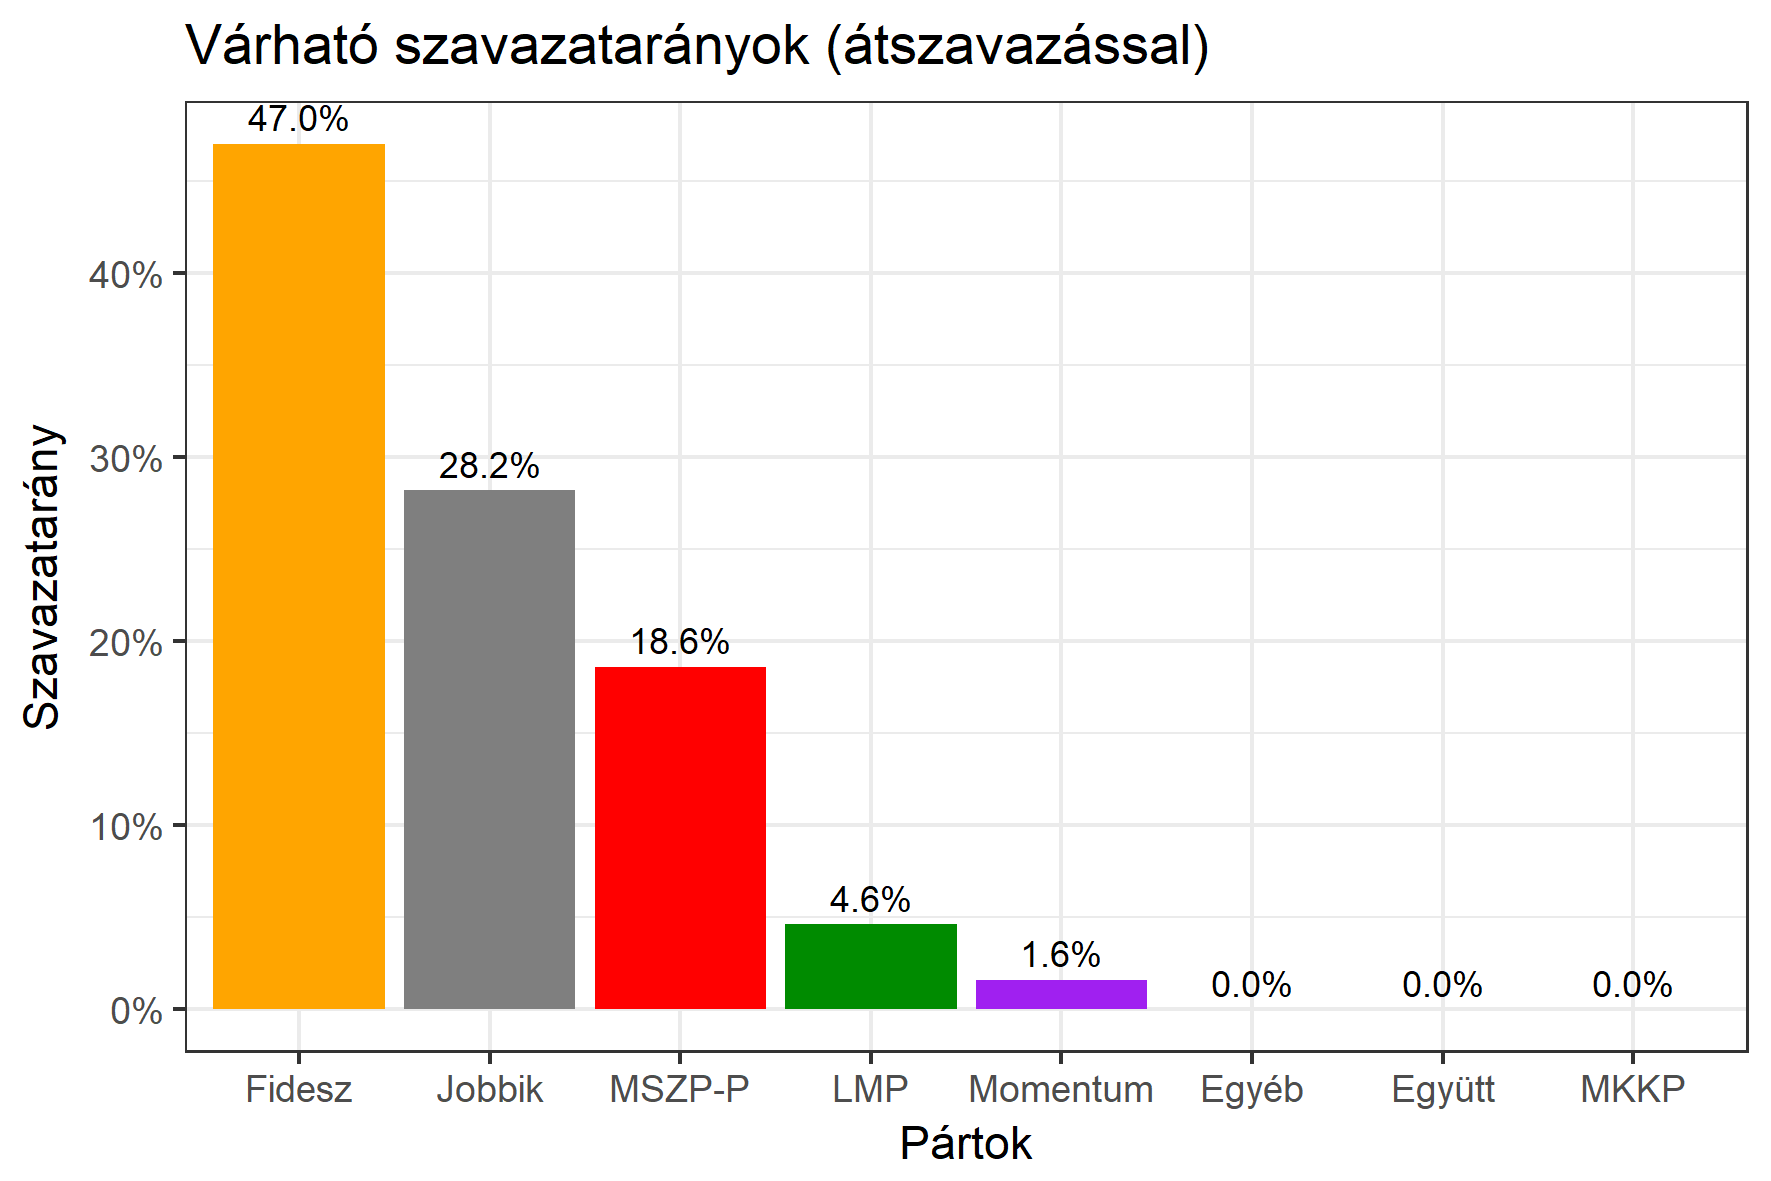 Várható szavazatarányok (átszavazással)
47.0%
28.2%
18.6%
4.6%
1.6%
0.0%
0.0%
0.0%
40%
30%
20%
10%
0%
Szavazatarány
Fidesz
Jobbik
MSZP-P
LMP
Momentum
Egyéb
Együtt
MKKP
Pártok